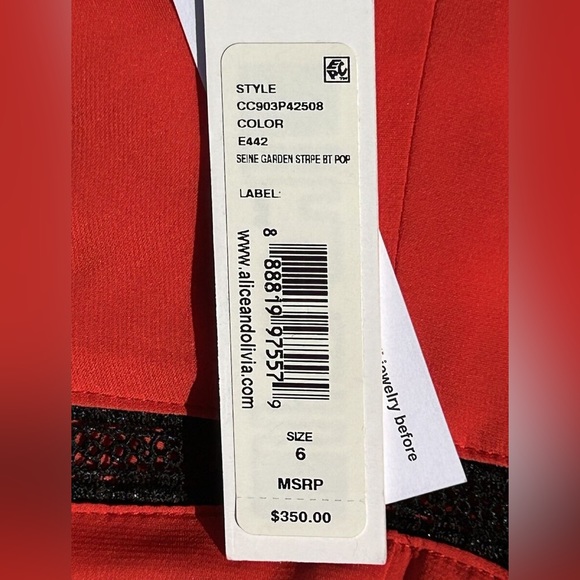 STYLE
CC903P42508
COLOR
E442
SEINE GARDEN STRPE BT POP
LABEL:
8 88819 97557 9
www.aliceandolivia.com
SIZE
6
MSRP
$350.00
jewelry before